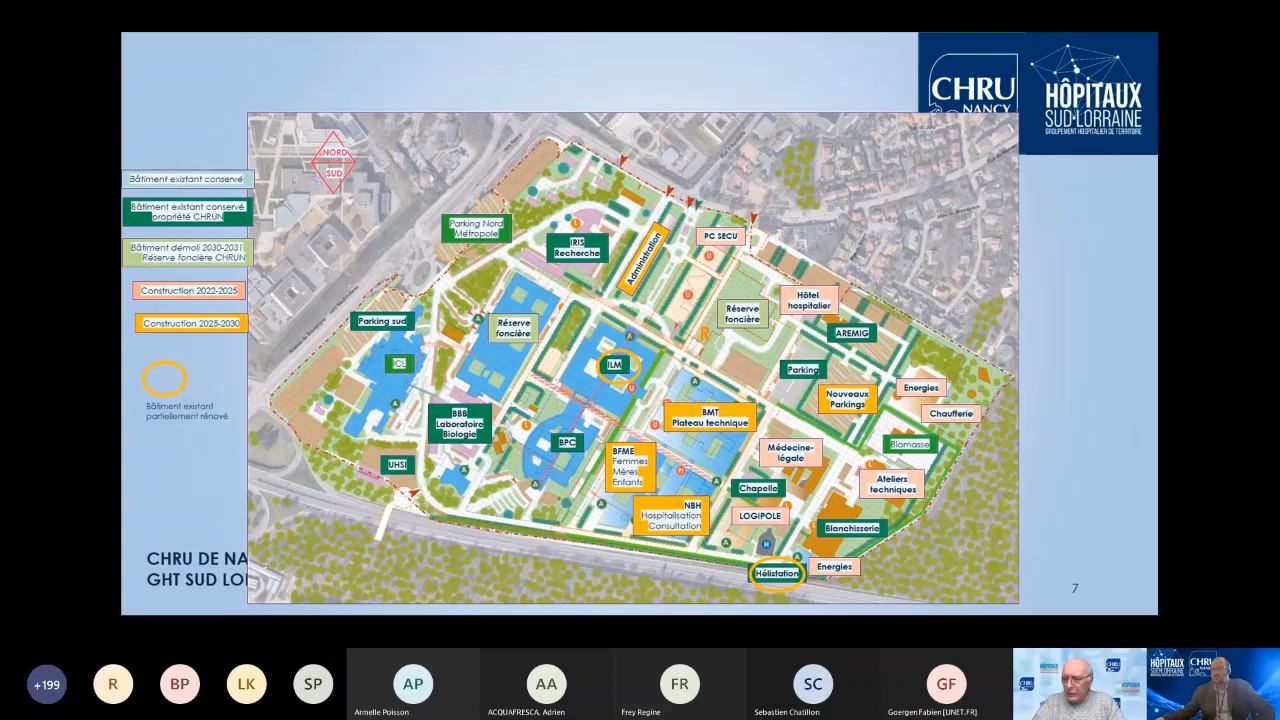 CHRU
NANCY
HÔPITAUX
SUD•LORRAINE
GROUPEMENT HOSPITALIER DE TERRITOIRE
NORD
SUD
Bâtiment existant conservé
Bâtiment existant conservé
propriété CHRUN
Bâtiment démoli 2030-2031
Réserve foncière CHRUN
Construction 2022-2025
Construction 2025-2030
Bâtiment existant
partiellement rénové
Parking Nord
Métropole
IRIS
Recherche
Administration
PC SECU
Hôtel
hospitalier
Réserve
foncière
AREMIG
Parking sud
Réserve
foncière
ICL
ILM
Parking
Nouveaux
Parkings
Energies
Chaufferie
BBB
Laboratoire
Biologie
BMT
Plateau technique
BPC
Biomasse
Médecine-
légale
BFME
Femmes
Mères
Enfants
UHSI
Chapelle
Ateliers
techniques
NBH
Hospitalisation
Consultation
LOGIPOLE
Blanchisserie
Hélistation
Energies
R
H
CHRU DE NA
GHT SUD LO
7
+199
R
BP
LK
SP
AP
Armelle Poisson
AA
ACQUAFRESCA, Adrien
FR
Frey Regine
SC
Sebastien Chatillon
GF
Goergen Fabien [LINET.FR]
HÔPITAUX
SUD•LORRAINE
CHRU